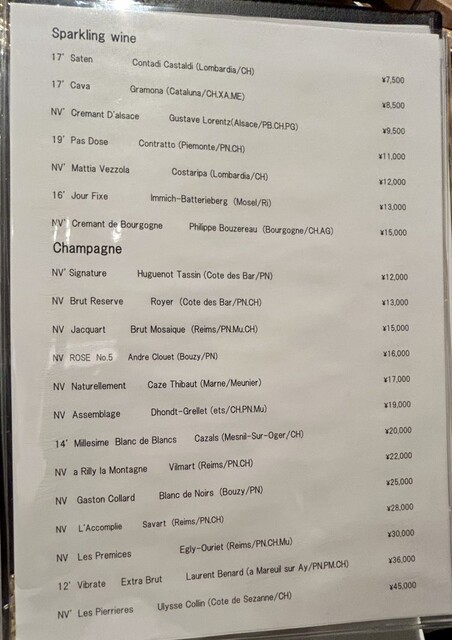 Sparkling wine
17' Saten Contadi Castaldi (Lombardia/CH) ¥7,500
17' Cava Gramona (Cataluna/CH.XA.ME) ¥8,500
NV' Cremant D'alsace Gustave Lorentz(Alsace/PB.CH.PG) ¥9,500
19' Pas Dose Contratto (Piemonte/PN.CH) ¥11,000
NV' Mattia Vezzola Costaripa (Lombardia/CH) ¥12,000
16' Jour Fixe Immich-Batterieberg (Mosel/Ri) ¥13,000
NV' Cremant de Bourgogne Philippe Bouzereau (Bourgogne/CH.AG) ¥15,000
Champagne
NV' Signature Huguenot Tassin (Cote des Bar/PN) ¥12,000
NV Brut Reserve Royer (Cote des Bar/PN.CH) ¥13,000
NV Jacquart Brut Mosaique (Reims/PN.Mu.CH) ¥15,000
NV ROSE No.5 Andre Clouet (Bouzy/PN) ¥16,000
NV Naturellement Caze Thibaut (Marne/Meunier) ¥17,000
NV Assemblage Dhondt-Grellet (ets/CH.PN.Mu) ¥19,000
14' Millesime Blanc de Blancs Cazals (Mesnil-Sur-Oger/CH) ¥20,000
NV a Rilly la Montagne Vilmart (Reims/PN.CH) ¥22,000
NV Gaston Collard Blanc de Noirs (Bouzy/PN) ¥25,000
NV L'Accomplie Savart (Reims/PN.CH) ¥28,000
NV Les Premices Egly-Ouriet (Reims/PN.CH.Mu) ¥30,000
12' Vibrate Extra Brut Laurent Benard (a Mareuil sur Ay/PN.PM.CH) ¥36,000
NV' Les Pierrieres Ulysse Collin (Cote de Sezanne/CH) ¥45,000